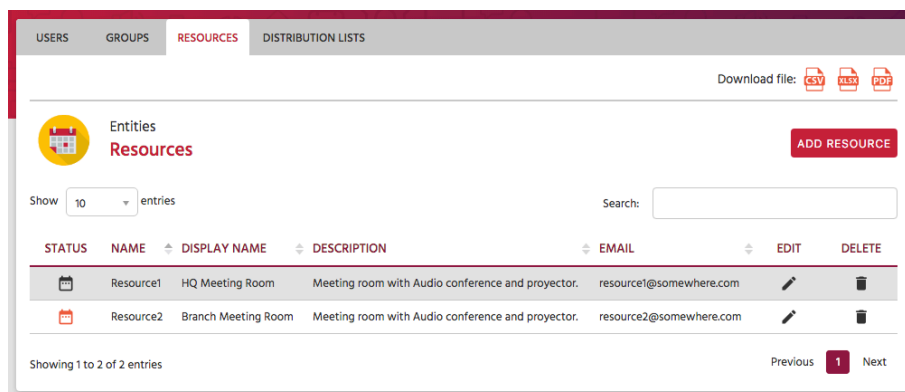 USERS GROUPS RESOURCES DISTRIBUTION LISTS
Download file: CSV XLSX PDF
Entities
Resources
ADD RESOURCE
Show 10 entries Search:
STATUS NAME DISPLAY NAME DESCRIPTION EMAIL EDIT DELETE
Resource1 HQ Meeting Room Meeting room with Audio conference and proyector. resource1@somewhere.com
Resource2 Branch Meeting Room Meeting room with Audio conference and proyector. resource2@somewhere.com
Showing 1 to 2 of 2 entries Previous 1 Next